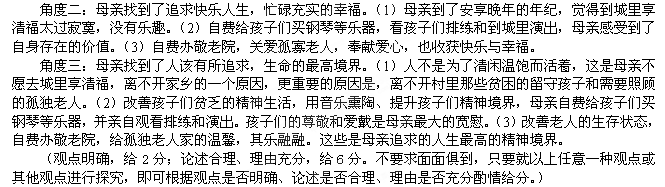 角度二：母亲找到了追求快乐人生，忙碌充实的幸福。（1）母亲到了安享晚年的年纪，觉得到城里享
清福太过寂寞，没有乐趣。（2）自费给孩子们买钢琴等乐器，看孩子们排练和到城里演出，母亲感受到了
自身存在的价值。（3）自费办敬老院，关爱孤寡老人，奉献爱心，也收获快乐与幸福。
角度三：母亲找到了人该有所追求，生命的最高境界。（1）人不是为了清闲温饱而活着，这是母亲不
愿去城里享清福，离不开家乡的一个原因，更重要的原因是，离不开村里那些贫困的留守孩子和需要照顾
的孤独老人。（2）改善孩子们贫乏的精神生活，用音乐熏陶、提升孩子们精神境界，母亲自费给孩子们买
钢琴等乐器，并亲自观看排练和演出。孩子们的尊敬和爱戴是母亲最大的宽慰。（3）改善老人的生存状态，
自费办敬老院，给孤独老人家的温馨，其乐融融。这些是母亲追求的人生最高的精神境界。
（观点明确，给2分；论述合理、理由充分，给6分。不要求面面俱到，只要就以上任意一种观点或
其他观点进行探究，即可根据观点是否明确、论述是否合理、理由是否充分酌情给分。）